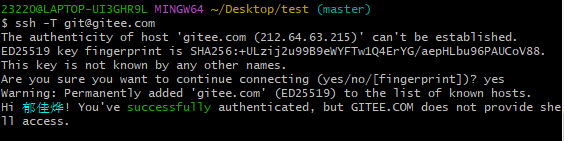 23220@LAPTOP-UI3GHR9L MINGW64 ~/Desktop/test (master)
$ ssh -T git@gitee.com
The authenticity of host 'gitee.com (212.64.63.215)' can't be established.
ED25519 key fingerprint is SHA256:+ULzij2u99B9eWYFTw1Q4ErYG/aepHLbu96PAUCoV88.
This key is not known by any other names.
Are you sure you want to continue connecting (yes/no/[fingerprint])? yes
Warning: Permanently added 'gitee.com' (ED25519) to the list of known hosts.
Hi 郁佳烨! You've successfully authenticated, but GITEE.COM does not provide she
ll access.